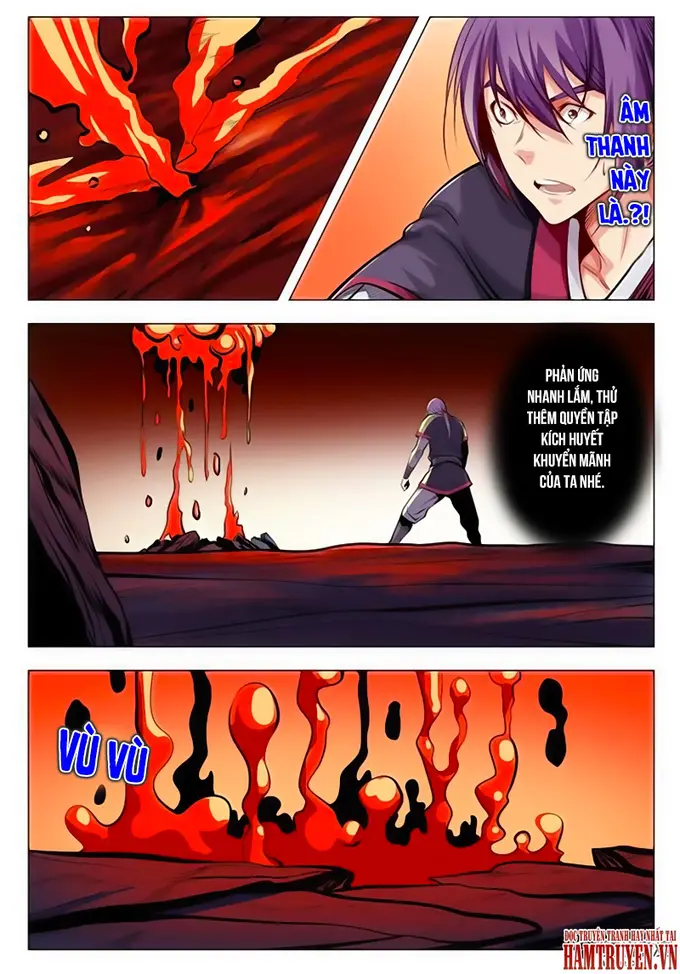 ÂM
THANH
NÀY
LÀ.?!
PHẢN ỨNG
NHANH LẮM, THỬ
THÊM QUYỀN TẬP
KÍCH HUYẾT
KHUYỂN MÃNH
CỦA TA NHÉ.
VÙ VÙ
ĐỌC TRUYỆN TRANH HAY NHẤT TẠI
HAMTRUYEN.VN